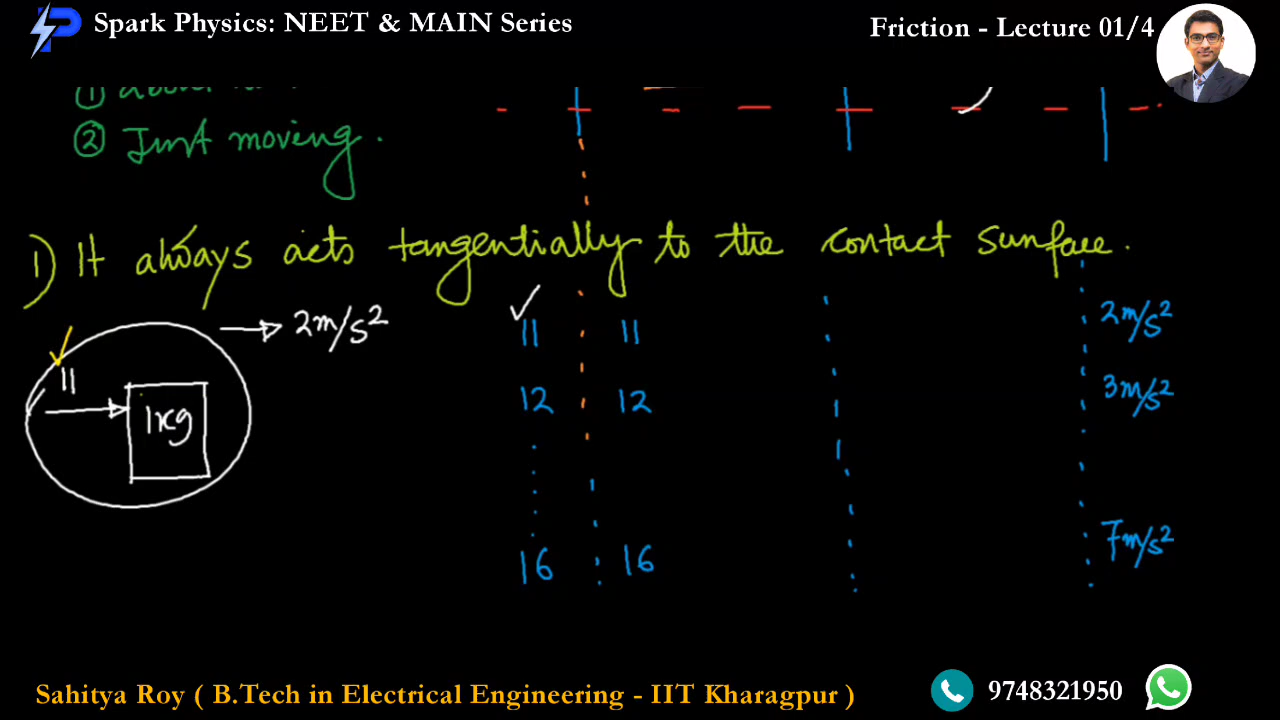 Spark Physics: NEET & MAIN Series
Friction - Lecture 01/4
①
② Just moving.
1) It always acts tangentially to the contact surface.
2m/s²
11 11 2m/s²
11
12 12 3m/s²
1kg
16 16 7m/s²
Sahitya Roy ( B.Tech in Electrical Engineering - IIT Kharagpur )
9748321950